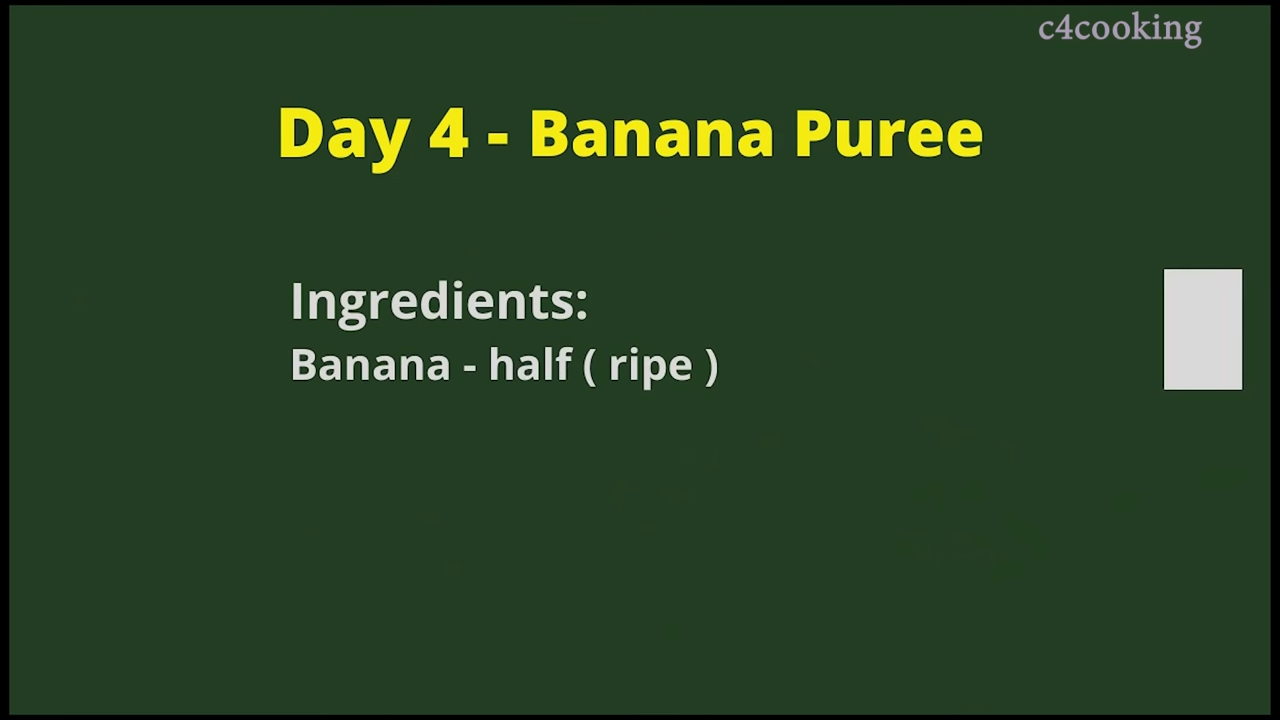 c4cooking
Day 4 - Banana Puree
Ingredients:
Banana - half ( ripe )